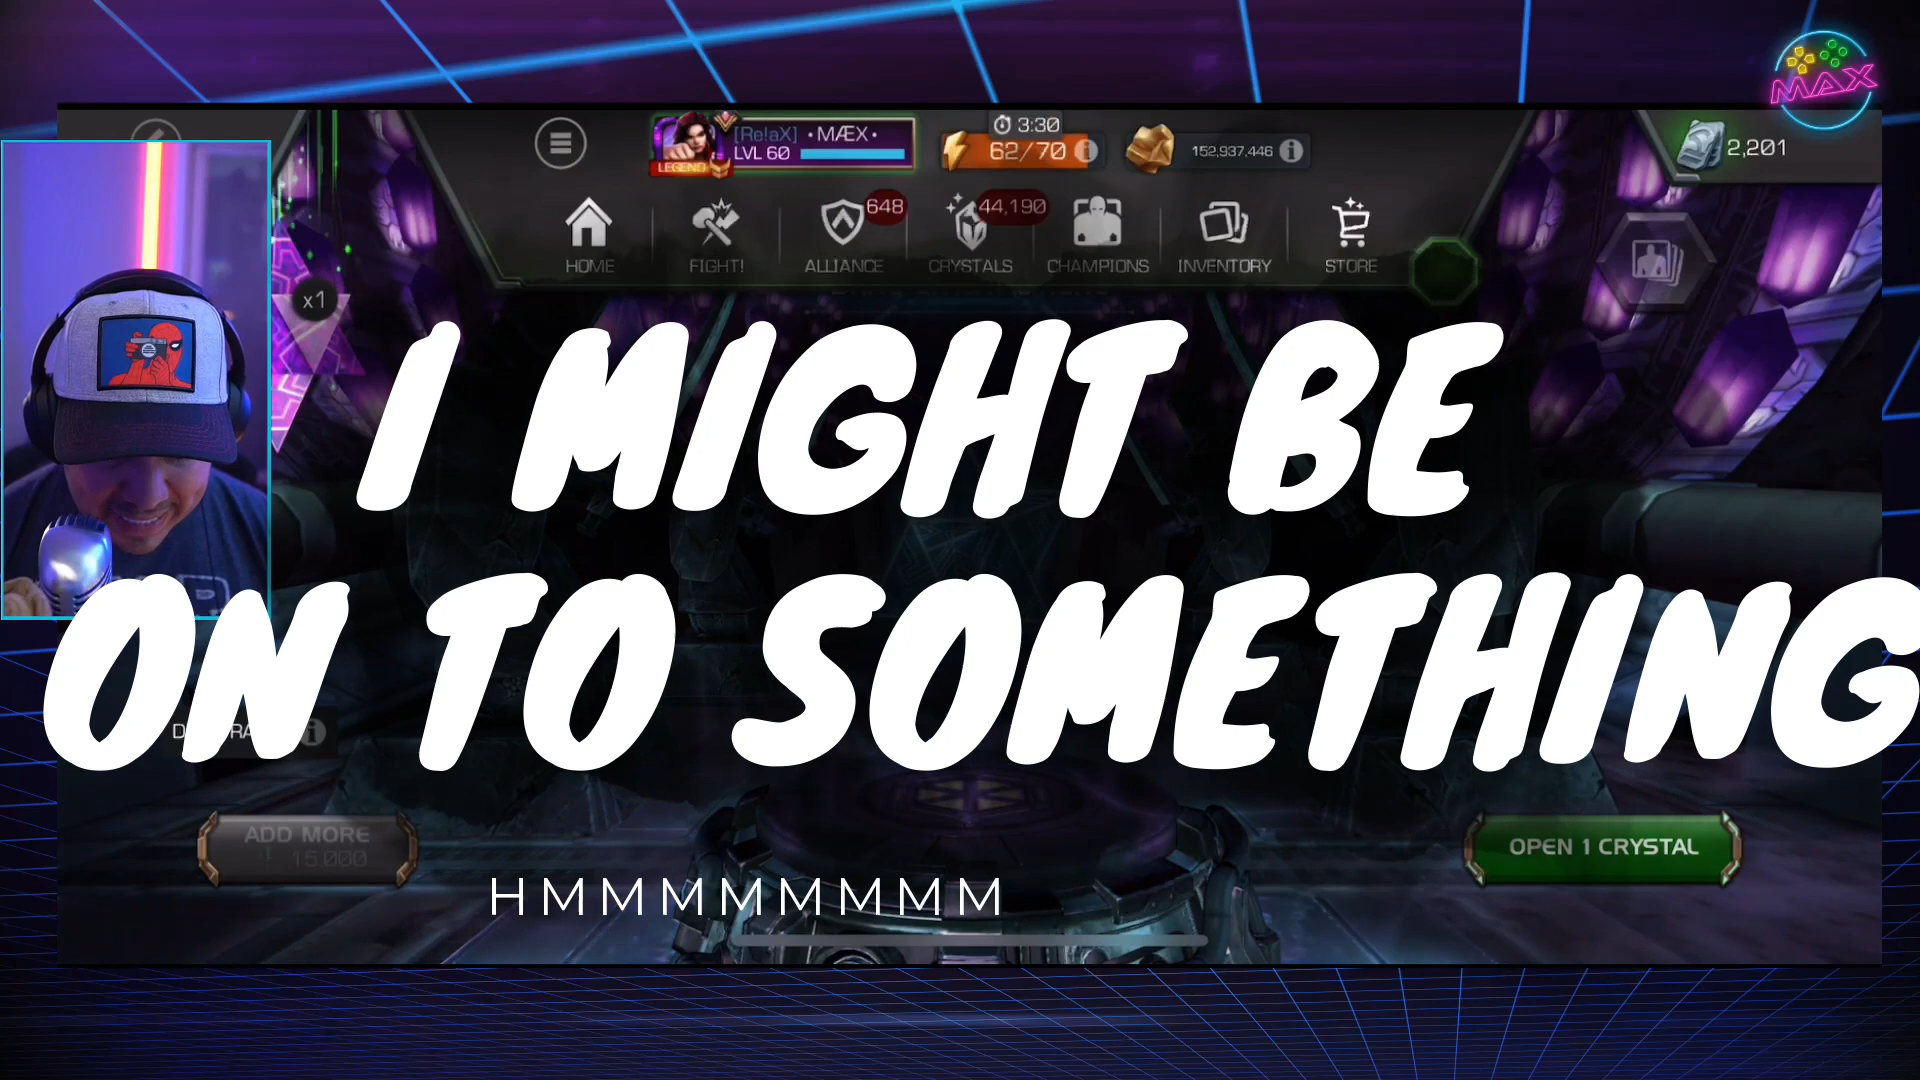 MAX
[Re!aX] •MÆX•
LVL 60
LEGEND
3:30
62/70
152,937,446
2,201
648
44,190
HOME
FIGHT!
ALLIANCE
CRYSTALS
CHAMPIONS
INVENTORY
STORE
x1
I MIGHT BE
ON TO SOMETHING
ADD MORE
15,000
OPEN 1 CRYSTAL
HMMMMMMMM